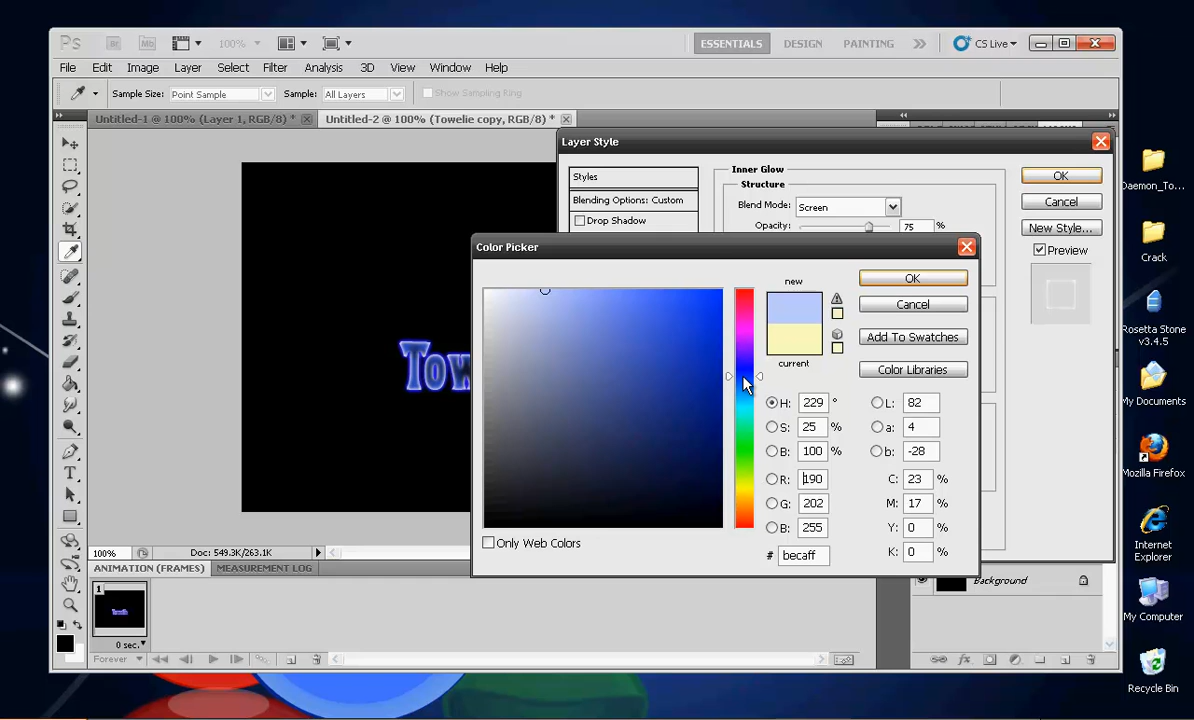 Ps Br Mb 100% ESSENTIALS DESIGN PAINTING CS Live
File Edit Image Layer Select Filter Analysis 3D View Window Help
Sample Size: Point Sample Sample: All Layers Show Sampling Ring
Untitled-1 @ 100% (Layer 1, RGB/8) * Untitled-2 @ 100% (Towelie copy, RGB/8) *
Layer Style
Styles
Blending Options: Custom
Drop Shadow
Inner Glow
Structure
Blend Mode: Screen
Opacity: 75 %
OK
Cancel
New Style...
Preview
Color Picker
new
current
OK
Cancel
Add To Swatches
Color Libraries
H: 229 ° L: 82
S: 25 % a: 4
B: 100 % b: -28
R: 190 C: 23 %
G: 202 M: 17 %
B: 255 Y: 0 %
# becaff K: 0 %
Only Web Colors
Tow
100% Doc: 549.3K/263.1K
ANIMATION (FRAMES) MEASUREMENT LOG
1
Towelie
0 sec.
Forever
Background
fx
T
Daemon_To...
Crack
Rosetta Stone
v3.4.5
My Documents
Mozilla Firefox
Internet
Explorer
My Computer
Recycle Bin